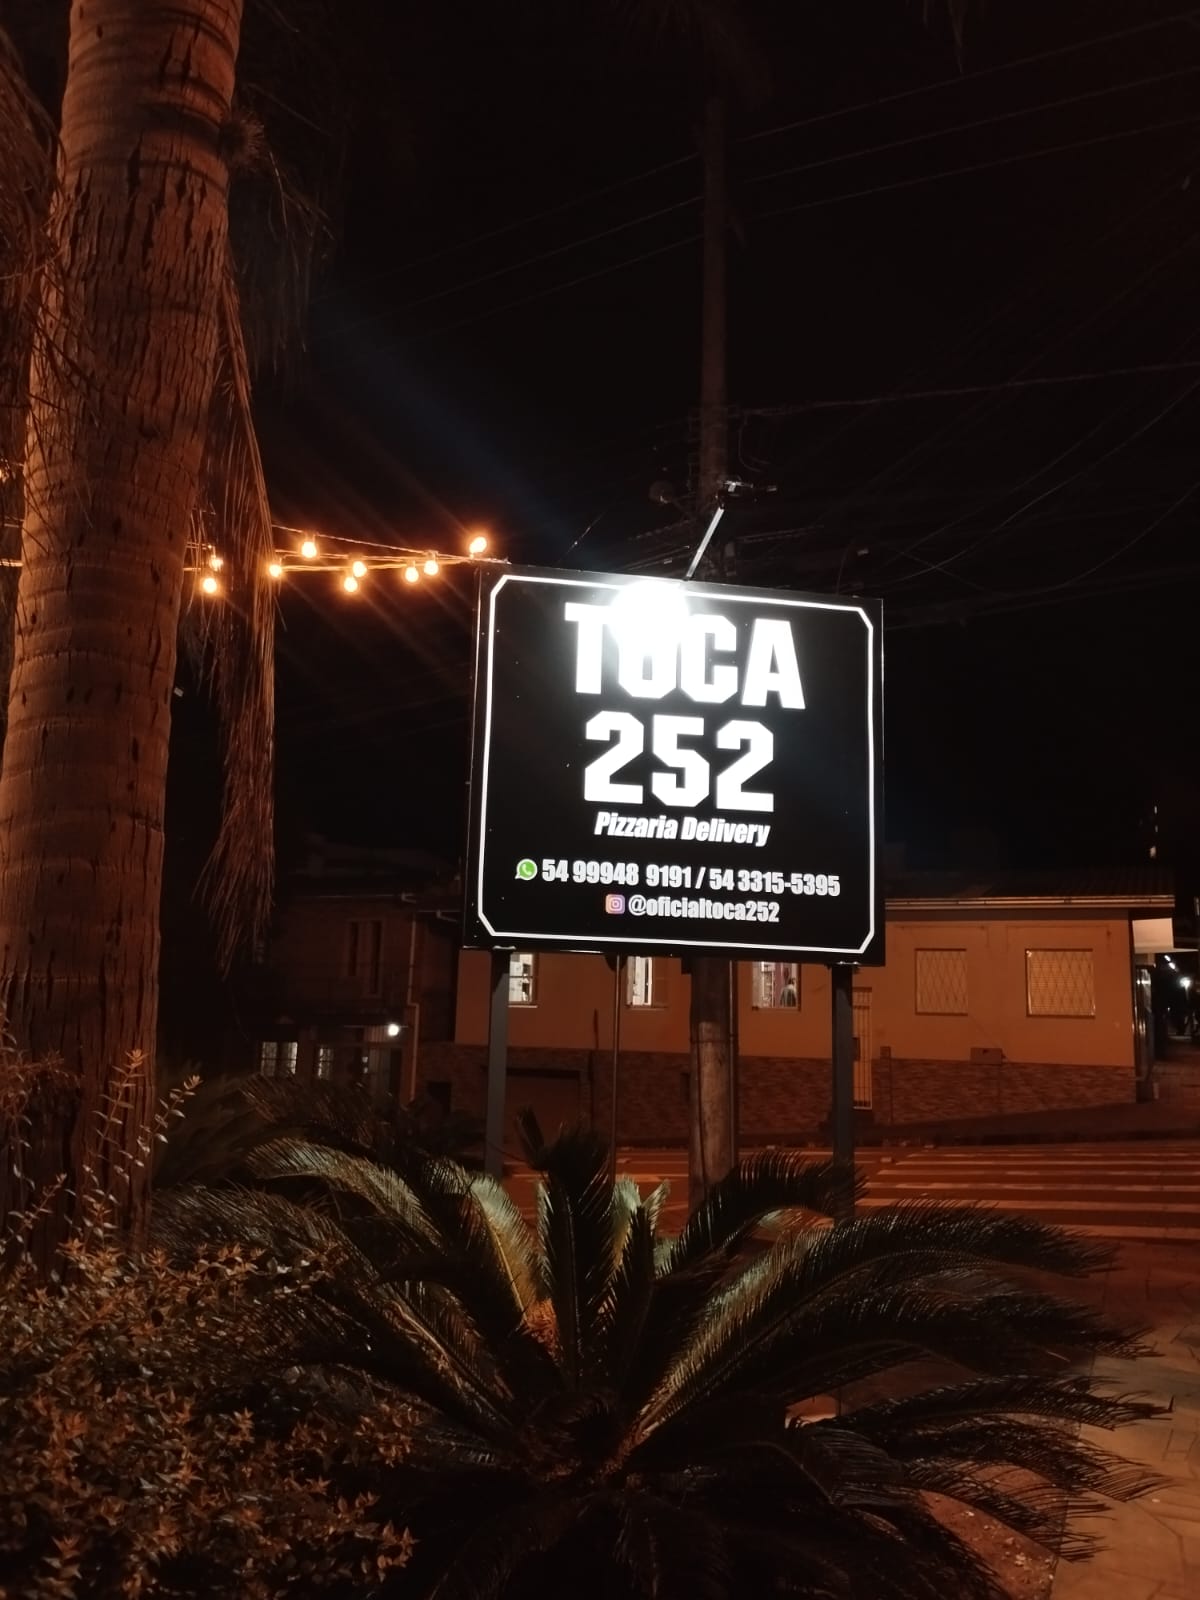 TOCA
252
Pizzaria Delivery
54 99948 9191 / 54 3315-5395
@oficialtoca252